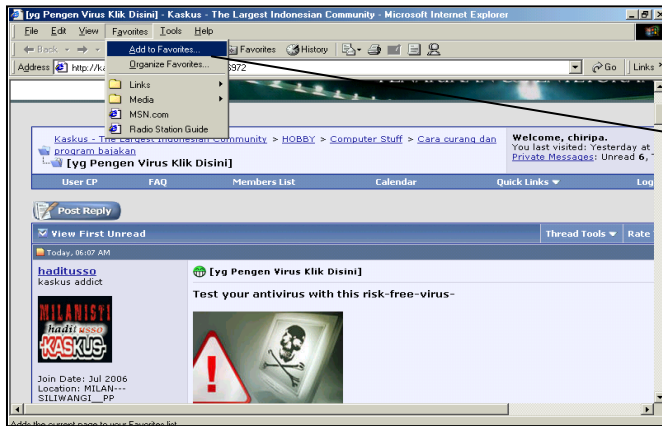 [yg Pengen Virus Klik Disini] - Kaskus - The Largest Indonesian Community - Microsoft Internet Explorer
File Edit View Favorites Tools Help
Back Favorites History
Add to Favorites...
Organize Favorites...
Links
Media
MSN.com
Radio Station Guide
Address http://ka 5972 Go Links
Kaskus - The Largest Indonesian Community > HOBBY > Computer Stuff > Cara curang dan
program bajakan
[yg Pengen Virus Klik Disini]
Welcome, chiripa.
You last visited: Yesterday at
Private Messages: Unread 6,
User CP FAQ Members List Calendar Quick Links Log
Post Reply
View First Unread Thread Tools Rate
Today, 06:07 AM
haditusso
kaskus addict
MILANISTI
hadi tusso
KASKUS
Join Date: Jul 2006
Location: MILAN---
SILIWANGI__PP
[yg Pengen Virus Klik Disini]
Test your antivirus with this risk-free-virus-
Adds the current page to your Favorites list